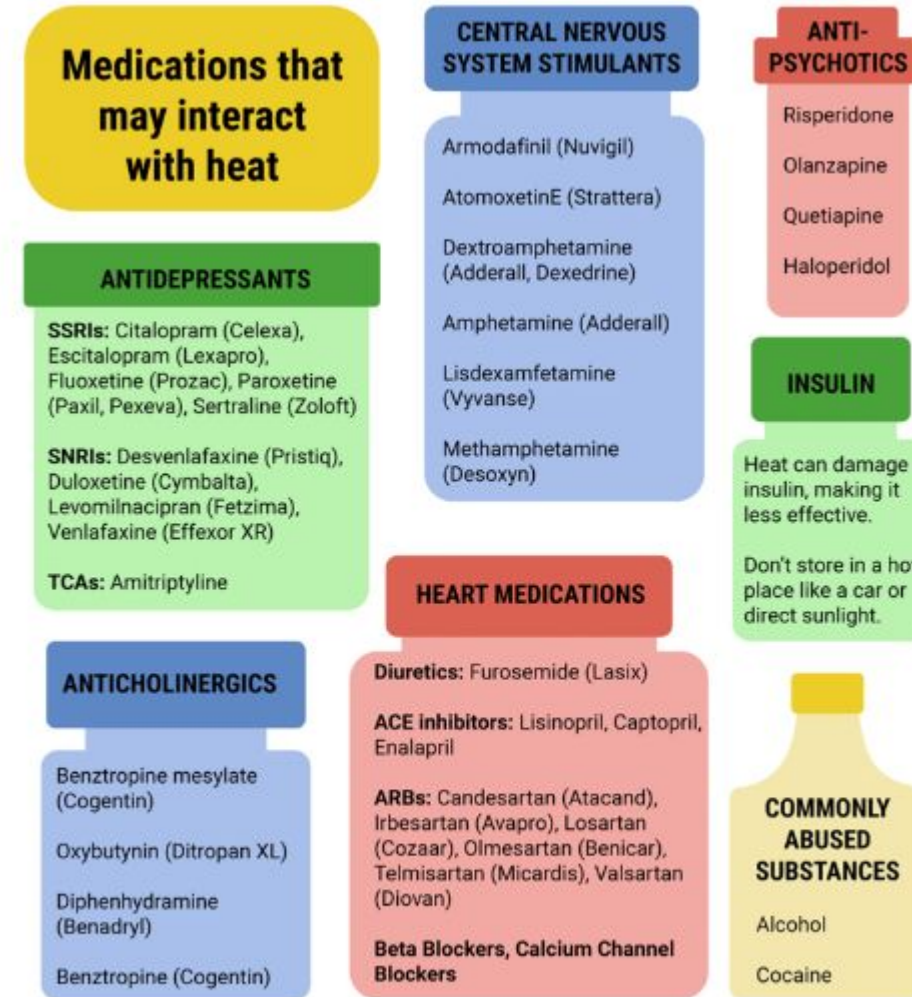 Medications that
may interact
with heat
CENTRAL NERVOUS
SYSTEM STIMULANTS
Armodafinil (Nuvigil)
AtomoxetinE (Strattera)
Dextroamphetamine
(Adderall, Dexedrine)
Amphetamine (Adderall)
Lisdexamfetamine
(Vyvanse)
Methamphetamine
(Desoxyn)
ANTI-
PSYCHOTICS
Risperidone
Olanzapine
Quetiapine
Haloperidol
ANTIDEPRESSANTS
SSRIs: Citalopram (Celexa),
Escitalopram (Lexapro),
Fluoxetine (Prozac), Paroxetine
(Paxil, Pexeva), Sertraline (Zoloft)
SNRIs: Desvenlafaxine (Pristiq),
Duloxetine (Cymbalta),
Levomilnacipran (Fetzima),
Venlafaxine (Effexor XR)
TCAs: Amitriptyline
INSULIN
Heat can damage
insulin, making it
less effective.
Don't store in a ho
place like a car or
direct sunlight.
HEART MEDICATIONS
Diuretics: Furosemide (Lasix)
ACE inhibitors: Lisinopril, Captopril,
Enalapril
ARBs: Candesartan (Atacand),
Irbesartan (Avapro), Losartan
(Cozaar), Olmesartan (Benicar),
Telmisartan (Micardis), Valsartan
(Diovan)
Beta Blockers, Calcium Channel
Blockers
ANTICHOLINERGICS
Benztropine mesylate
(Cogentin)
Oxybutynin (Ditropan XL)
Diphenhydramine
(Benadryl)
Benztropine (Cogentin)
COMMONLY
ABUSED
SUBSTANCES
Alcohol
Cocaine